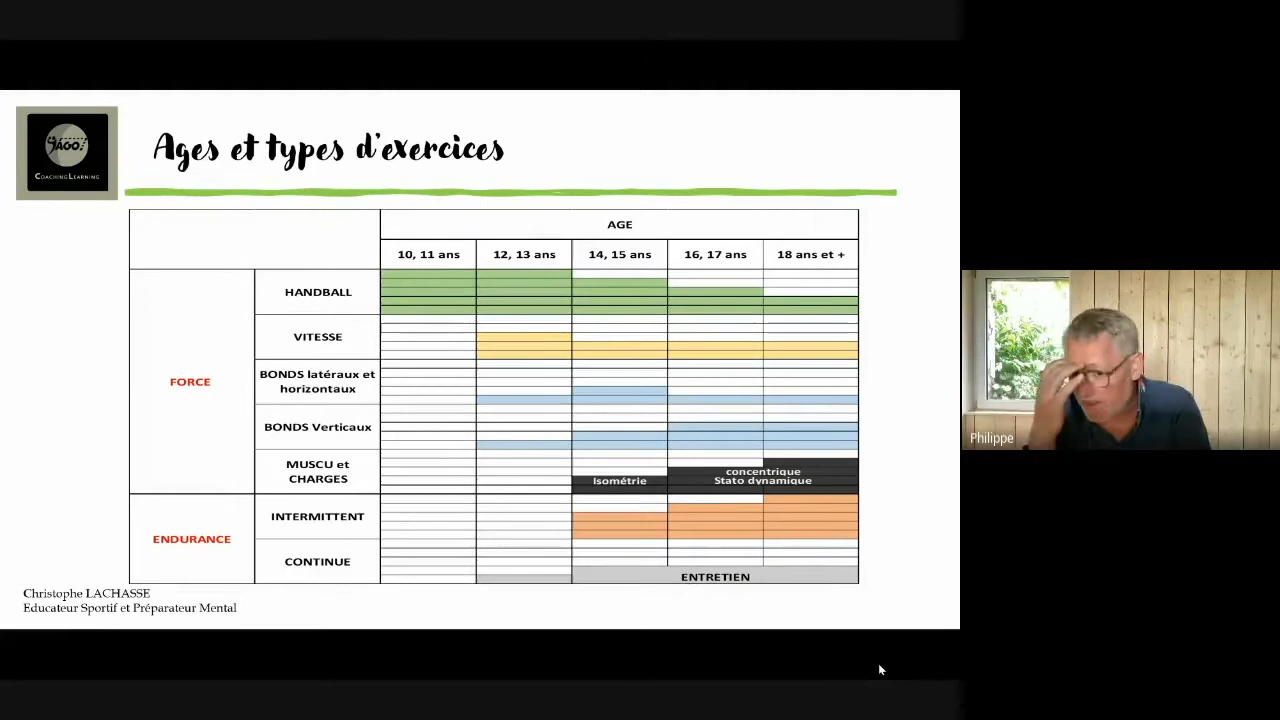 YAGO!
COACHINGLEARNING
Ages et types d'exercices
AGE
10, 11 ans
12, 13 ans
14, 15 ans
16, 17 ans
18 ans et +
FORCE
HANDBALL
VITESSE
BONDS latéraux et
horizontaux
BONDS Verticaux
MUSCU et
CHARGES
Isométrie
concentrique
Stato dynamique
ENDURANCE
INTERMITTENT
CONTINUE
ENTRETIEN
Christophe LACHASSE
Educateur Sportif et Préparateur Mental
Philippe